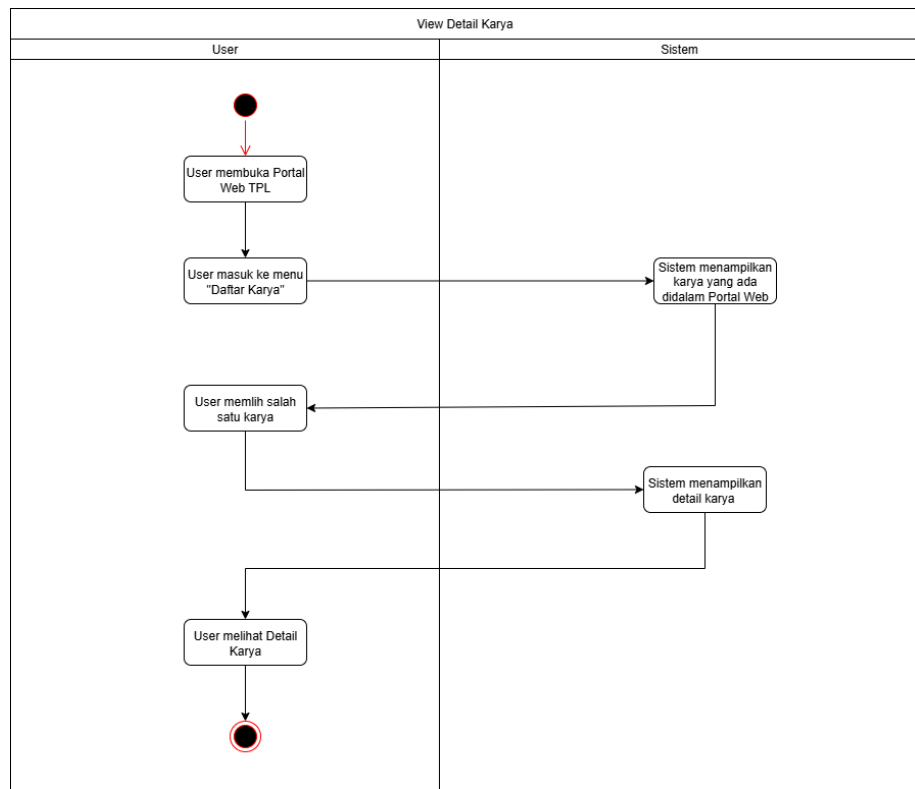 View Detail Karya
User
Sistem
User membuka Portal
Web TPL
User masuk ke menu
"Daftar Karya"
Sistem menampilkan
karya yang ada
didalam Portal Web
User memlih salah
satu karya
Sistem menampilkan
detail karya
User melihat Detail
Karya